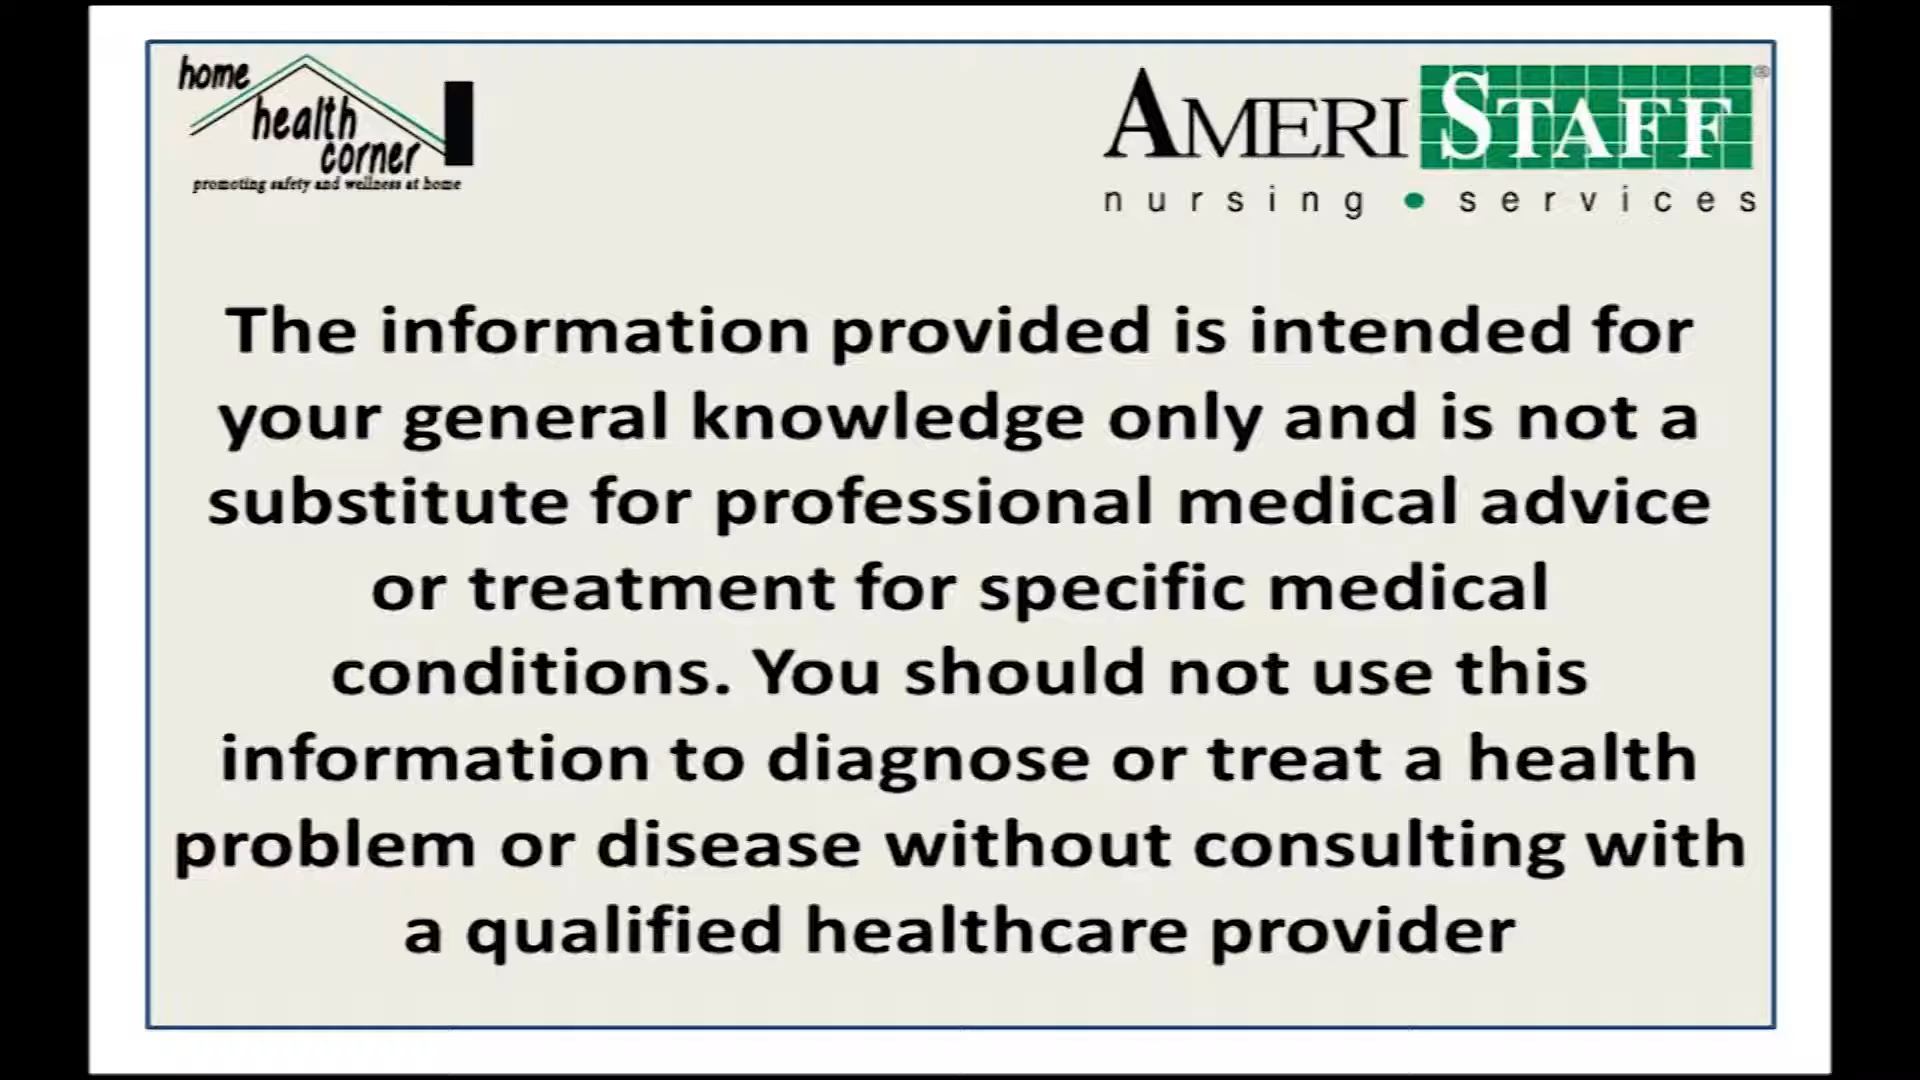 home
health
corner
promoting safety and wellness at home
AMERISTAFF®
nursing • services
The information provided is intended for
your general knowledge only and is not a
substitute for professional medical advice
or treatment for specific medical
conditions. You should not use this
information to diagnose or treat a health
problem or disease without consulting with
a qualified healthcare provider